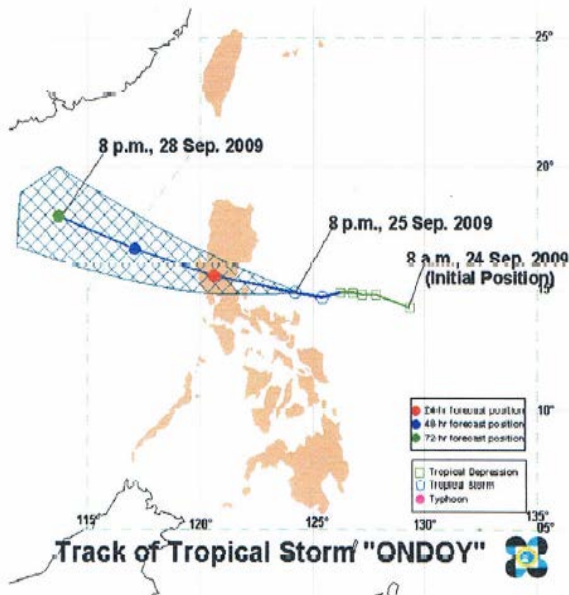 25°
8 p.m., 28 Sep. 2009
20°
8 p.m., 25 Sep. 2009
8 a.m., 24 Sep. 2009
(Initial Position)
15°
10°
24 hr forecast position
48 hr forecast position
72 hr forecast position
Tropical Depression
Tropical Storm
Typhoon
115° 120° 125° 130° 135°
05°
Track of Tropical Storm "ONDOY"